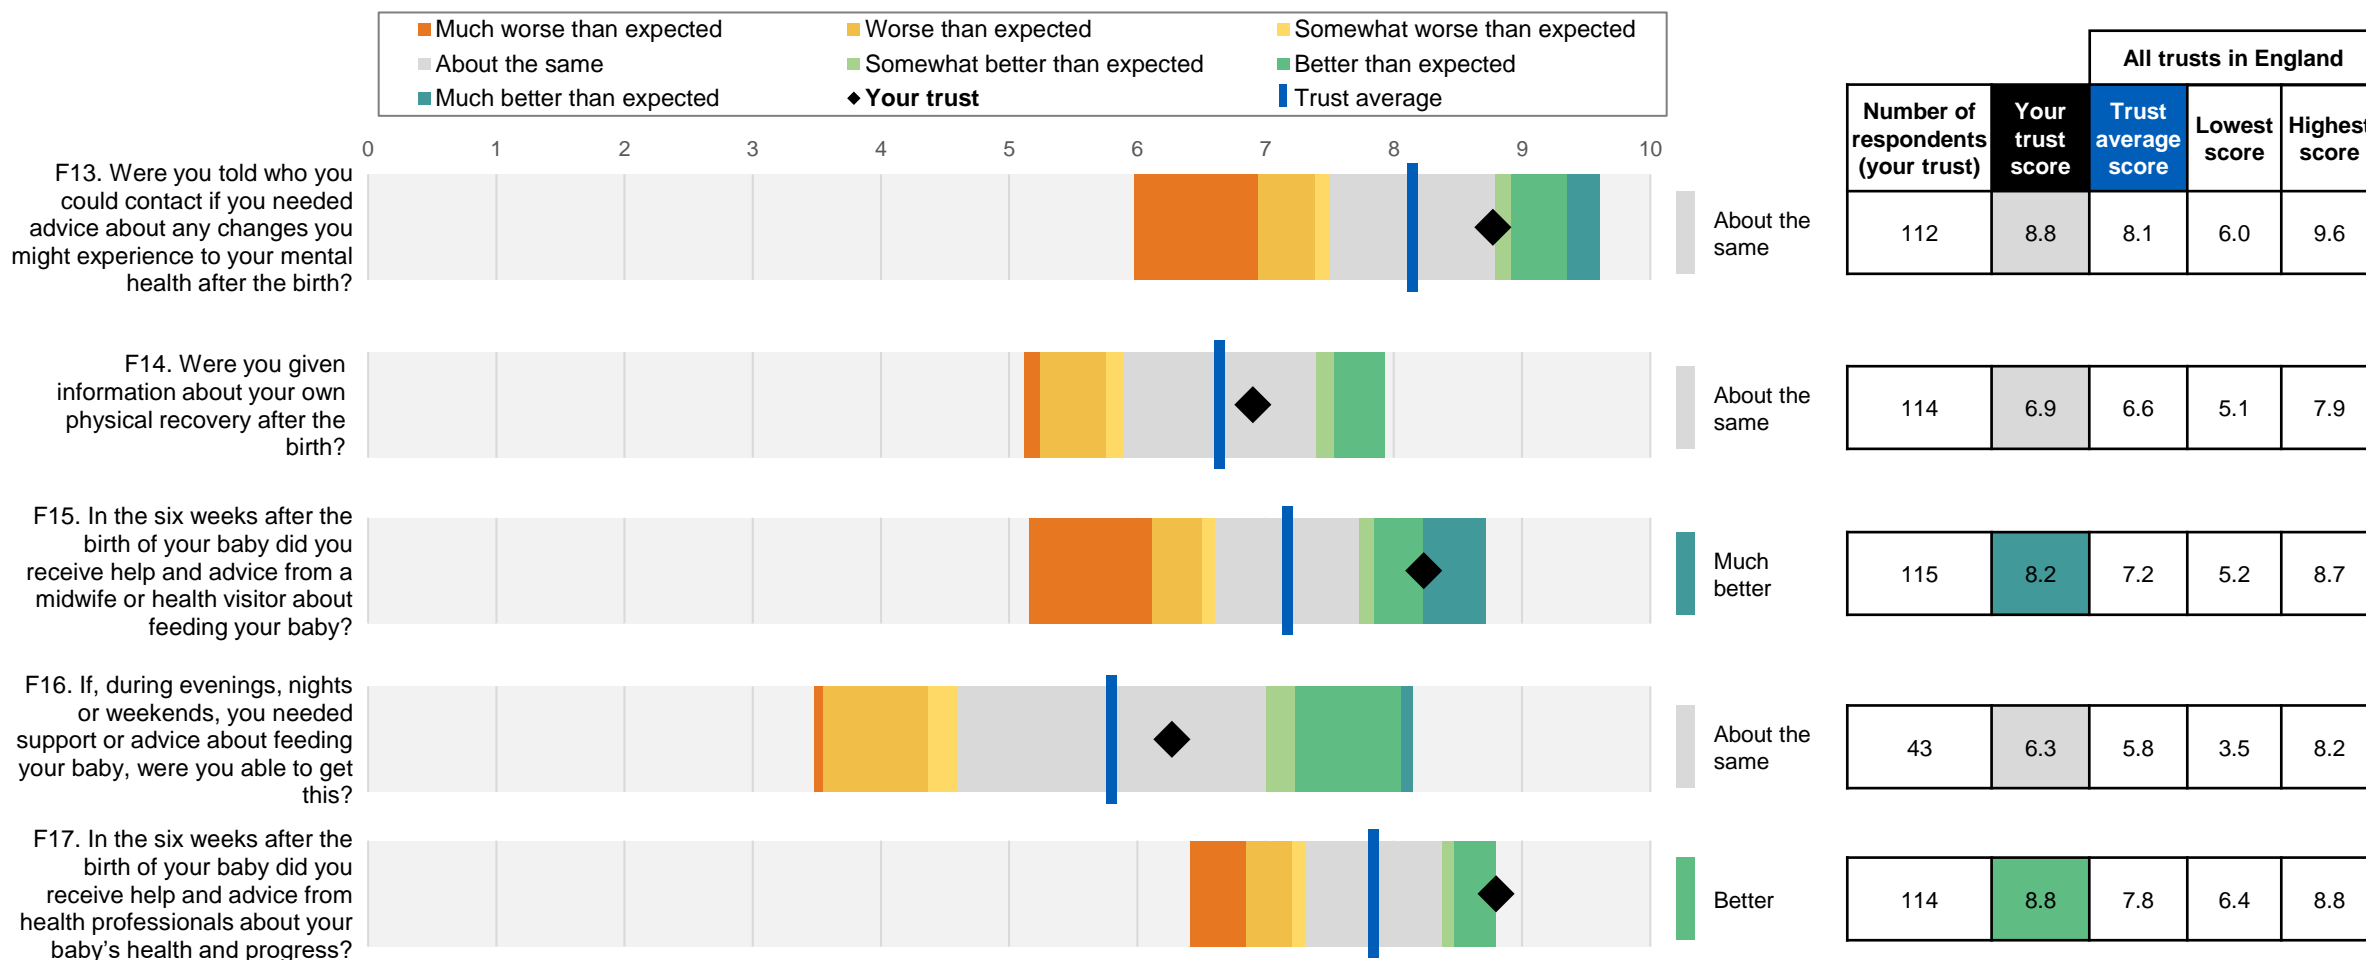 Much worse than expected
Worse than expected
Somewhat worse than expected
About the same
Somewhat better than expected
Better than expected
Much better than expected
Your trust
Trust average
All trusts in England
Number of respondents (your trust)
Your trust score
Trust average score
Lowest score
Highest score
0 1 2 3 4 5 6 7 8 9 10
F13. Were you told who you
could contact if you needed
advice about any changes you
might experience to your mental
health after the birth?
About the
same
112 8.8 8.1 6.0 9.6
F14. Were you given
information about your own
physical recovery after the
birth?
About the
same
114 6.9 6.6 5.1 7.9
F15. In the six weeks after the
birth of your baby did you
receive help and advice from a
midwife or health visitor about
feeding your baby?
Much
better
115 8.2 7.2 5.2 8.7
F16. If, during evenings, nights
or weekends, you needed
support or advice about feeding
your baby, were you able to get
this?
About the
same
43 6.3 5.8 3.5 8.2
F17. In the six weeks after the
birth of your baby did you
receive help and advice from
health professionals about your
baby’s health and progress?
Better
114 8.8 7.8 6.4 8.8